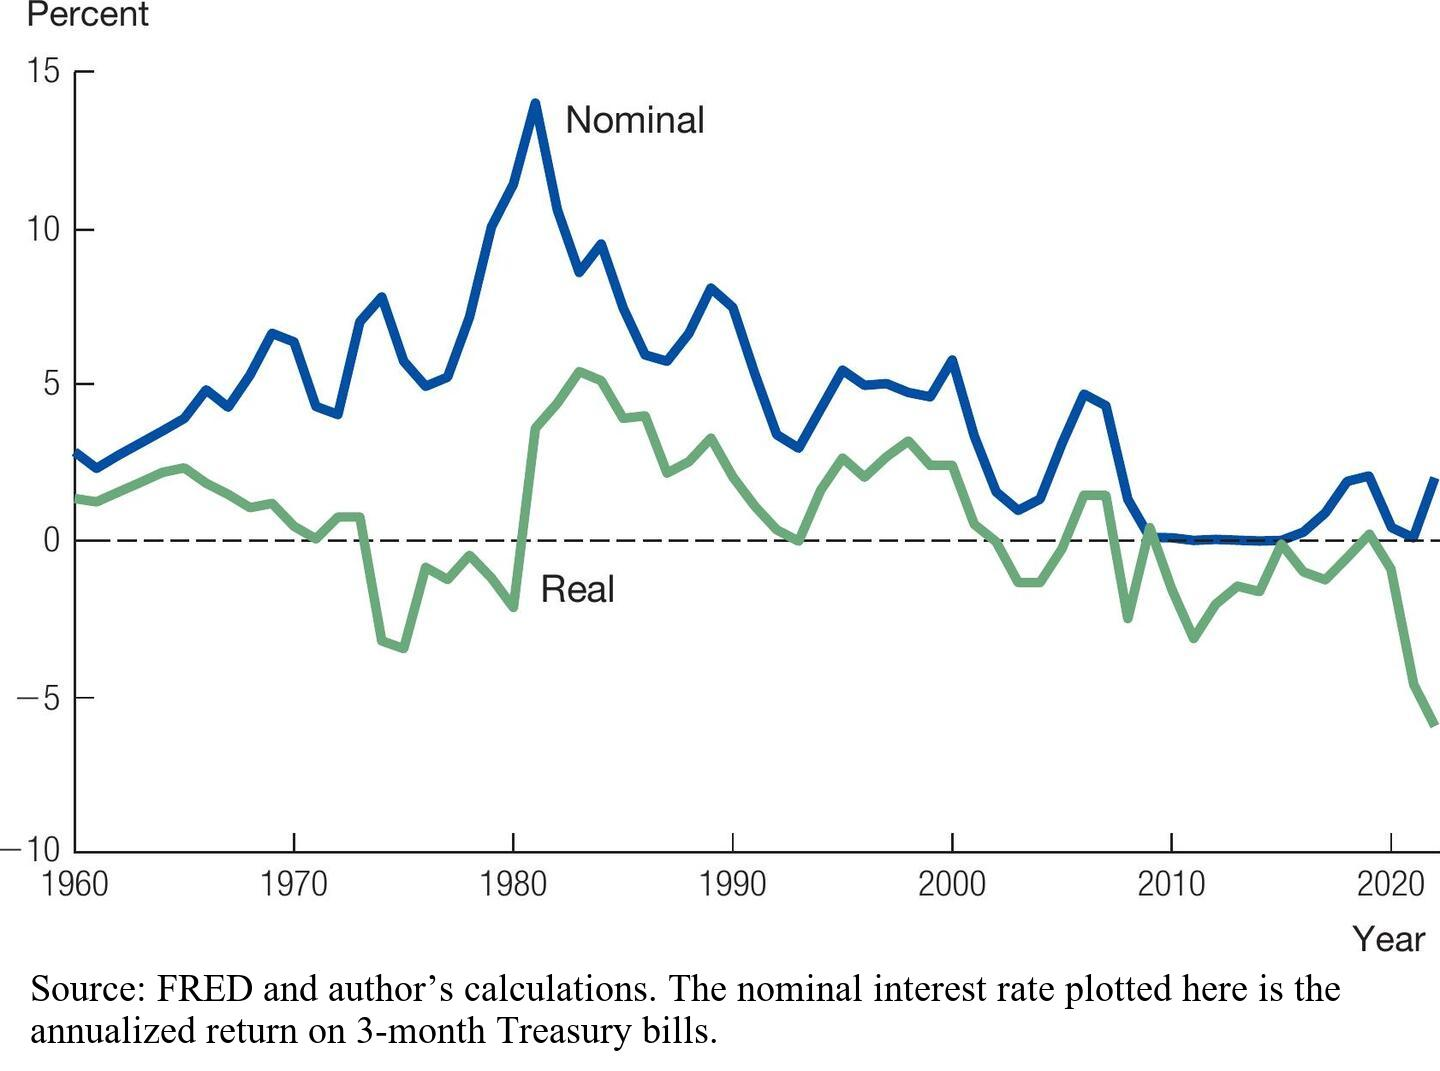 Percent
15
10
5
0
−5
−10
Nominal
Real
1960 1970 1980 1990 2000 2010 2020
Year
Source: FRED and author’s calculations. The nominal interest rate plotted here is the
annualized return on 3-month Treasury bills.